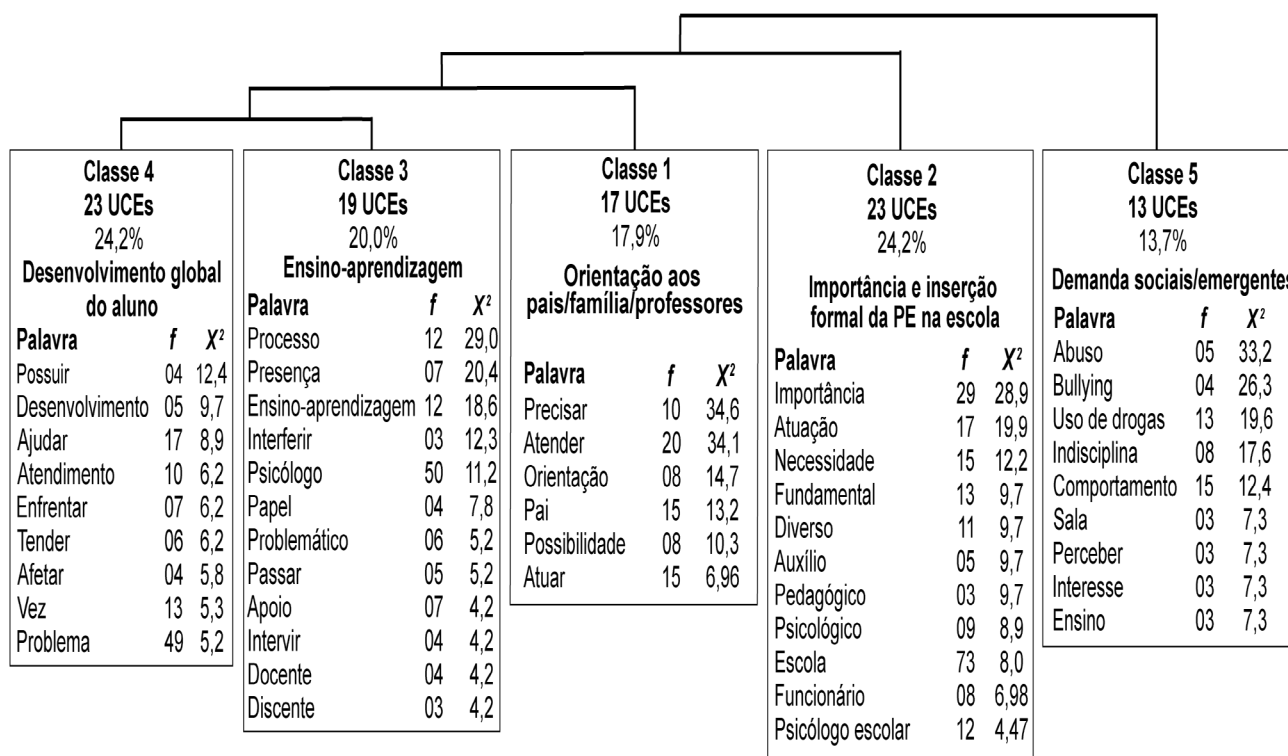 Classe 4
23 UCEs
24,2%
Desenvolvimento global
do aluno
Palavra f X²
Possuir 04 12,4
Desenvolvimento 05 9,7
Ajudar 17 8,9
Atendimento 10 6,2
Enfrentar 07 6,2
Tender 06 6,2
Afetar 04 5,8
Vez 13 5,3
Problema 49 5,2
Classe 3
19 UCEs
20,0%
Ensino-aprendizagem
Palavra f X²
Processo 12 29,0
Presença 07 20,4
Ensino-aprendizagem 12 18,6
Interferir 03 12,3
Psicólogo 50 11,2
Papel 04 7,8
Problemático 06 5,2
Passar 05 5,2
Apoio 07 4,2
Intervir 04 4,2
Docente 04 4,2
Discente 03 4,2
Classe 1
17 UCEs
17,9%
Orientação aos
pais/família/professores
Palavra f X²
Precisar 10 34,6
Atender 20 34,1
Orientação 08 14,7
Pai 15 13,2
Possibilidade 08 10,3
Atuar 15 6,96
Classe 2
23 UCEs
24,2%
Importância e inserção
formal da PE na escola
Palavra f X²
Importância 29 28,9
Atuação 17 19,9
Necessidade 15 12,2
Fundamental 13 9,7
Diverso 11 9,7
Auxílio 05 9,7
Pedagógico 03 9,7
Psicológico 09 8,9
Escola 73 8,0
Funcionário 08 6,98
Psicólogo escolar 12 4,47
Classe 5
13 UCEs
13,7%
Demanda sociais/emergentes
Palavra f X²
Abuso 05 33,2
Bullying 04 26,3
Uso de drogas 13 19,6
Indisciplina 08 17,6
Comportamento 15 12,4
Sala 03 7,3
Perceber 03 7,3
Interesse 03 7,3
Ensino 03 7,3